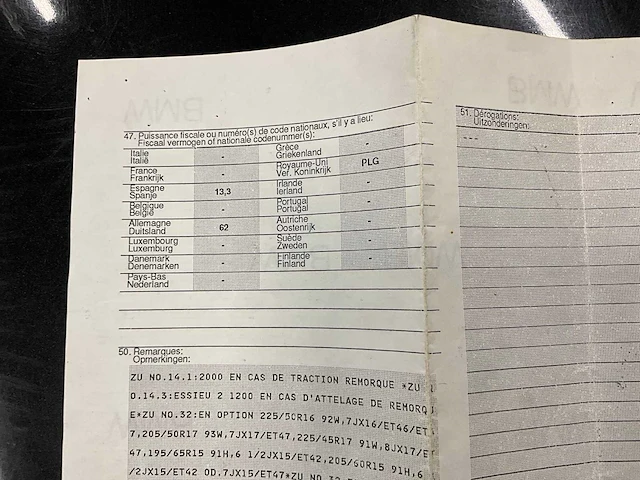 47. Puissance fiscale ou numéro(s) de code nationaux, s'il y a lieu:
Fiscaal vermogen of nationale codenummer(s):
Italie - Grèce -
Italië Griekenland
France - Royaume-Uni PLG
Frankrijk Ver. Koninkrijk
Espagne 13,3 Irlande -
Spanje Ierland
Belgique - Portugal -
België Portugal
Allemagne 62 Autriche -
Duitsland Oostenrijk
Luxembourg - Suède -
Luxemburg Zweden
Danemark - Finlande -
Denemarken Finland
Pays-Bas -
Nederland
50. Remarques:
Opmerkingen:
ZU NO.14.1:2000 EN CAS DE TRACTION REMORQUE *ZU
O.14.3:ESSIEU 2 1200 EN CAS D'ATTELAGE DE REMORQ
E*ZU NO.32:EN OPTION 225/50R16 92W,7JX16/ET46/ET
7,205/50R17 93W,7JX17/ET47,225/45R17 91W,8JX17/E
47,195/65R15 91H,6 1/2JX15/ET42,205/60R15 91H,6
/2JX15/ET42 OD.7JX15/ET47*ZU NO.32
51. Dérogations:
Uitzonderingen:
---